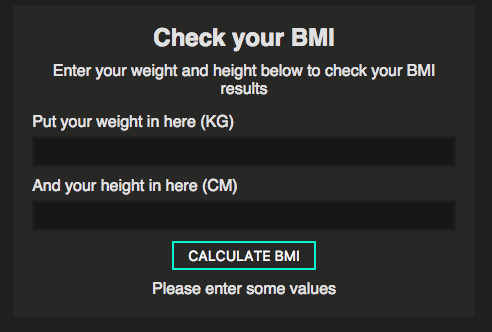 Check your BMI
Enter your weight and height below to check your BMI
results
Put your weight in here (KG)
And your height in here (CM)
CALCULATE BMI
Please enter some values